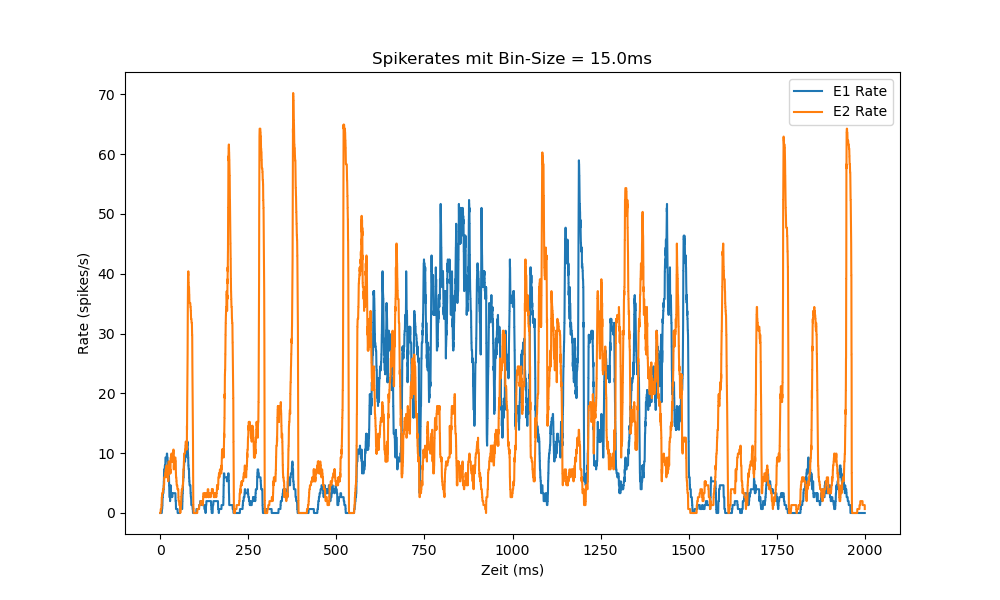 Spikerates mit Bin-Size = 15.0ms
E1 Rate
E2 Rate
Rate (spikes/s)
70
60
50
40
30
20
10
0
0 250 500 750 1000 1250 1500 1750 2000
Zeit (ms)